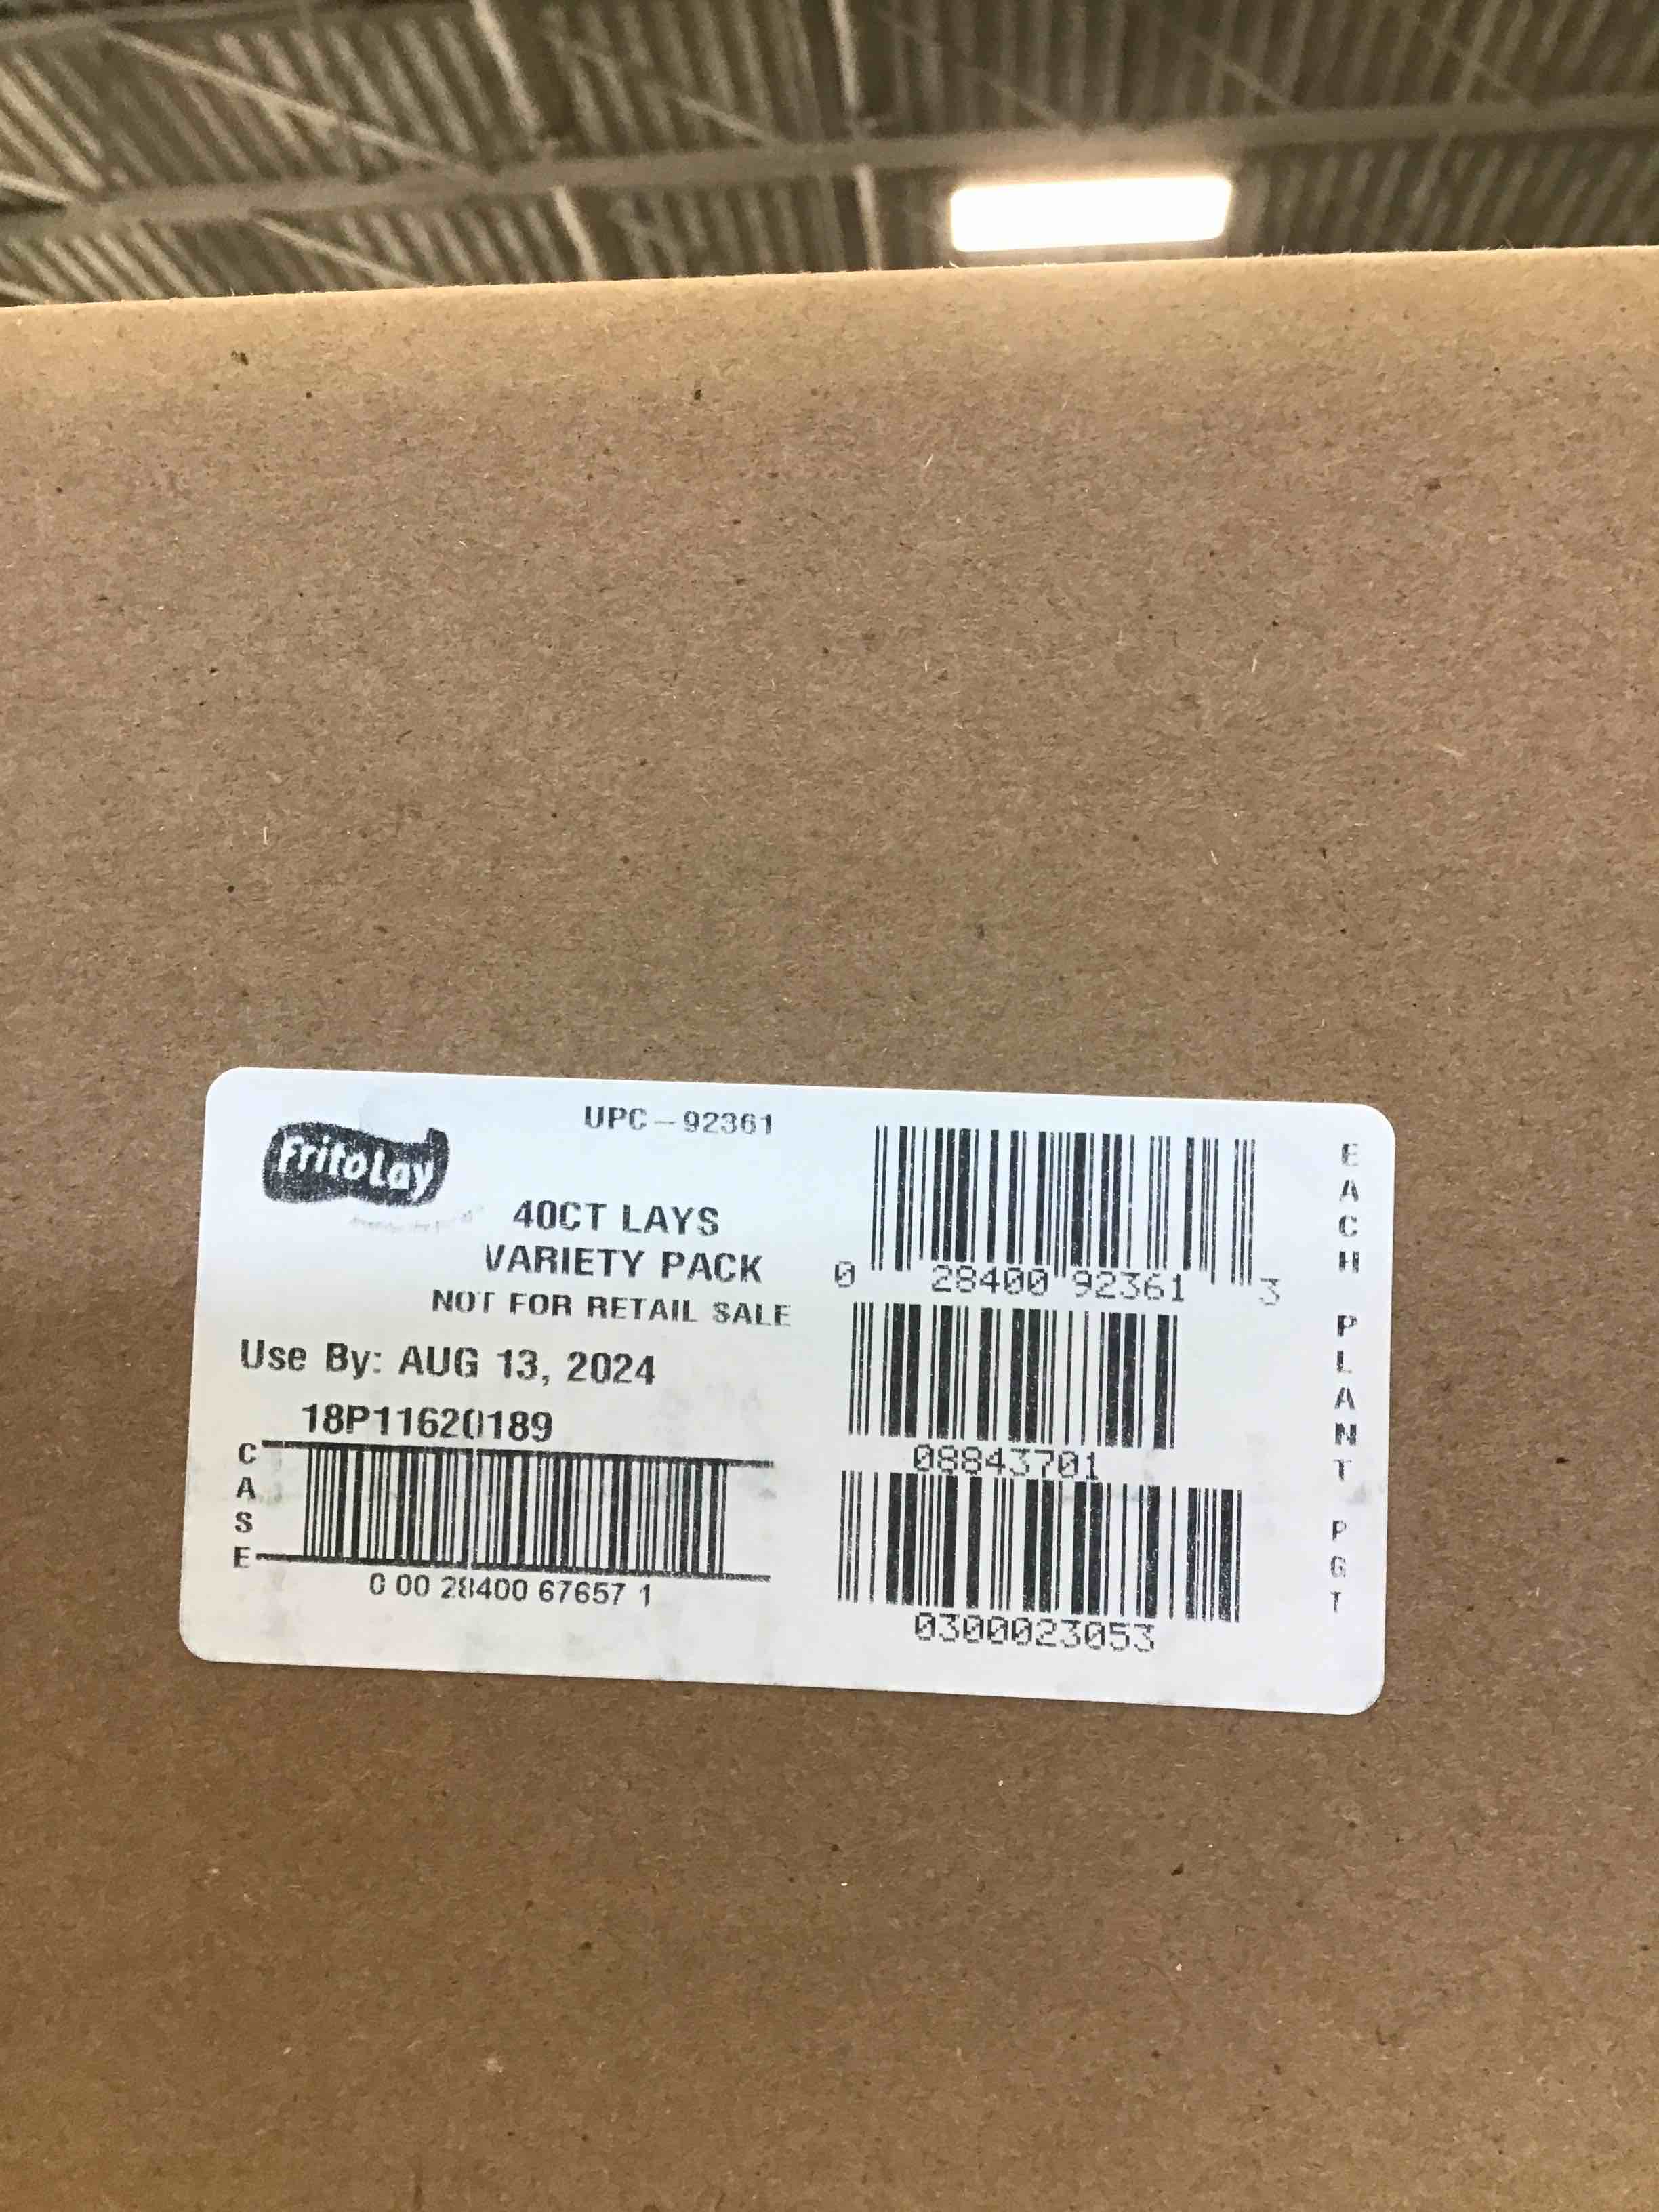 FritoLay
UPC-92361
40CT LAYS
VARIETY PACK
NOT FOR RETAIL SALE
Use By: AUG 13, 2024
18P11620189
CASE
0 00 28400 67657 1
0 28400 92361 3
08843701
0300023053
EACH PLANT PGT